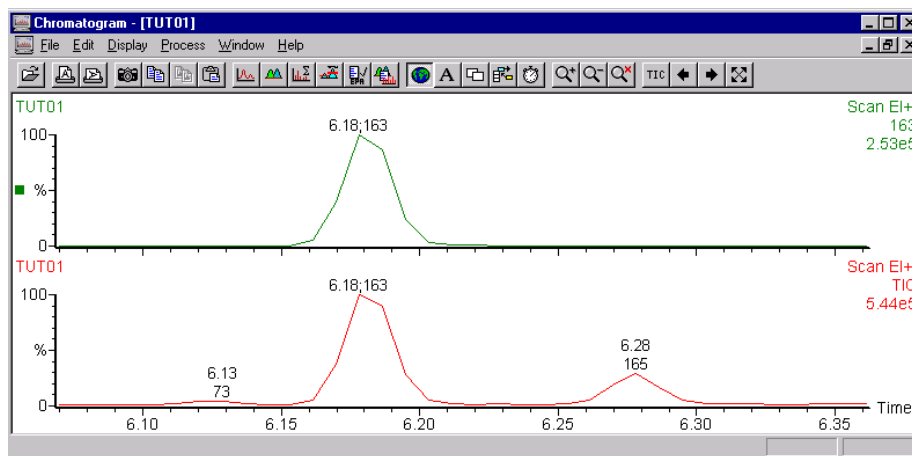 Chromatogram - [TUT01]
File Edit Display Process Window Help
TIC
TUT01
Scan EI+
163
2.53e5
6.18;163
100
%
0
TUT01
Scan EI+
TIC
5.44e5
6.18;163
100
6.13
73
6.28
165
%
0
Time
6.10 6.15 6.20 6.25 6.30 6.35